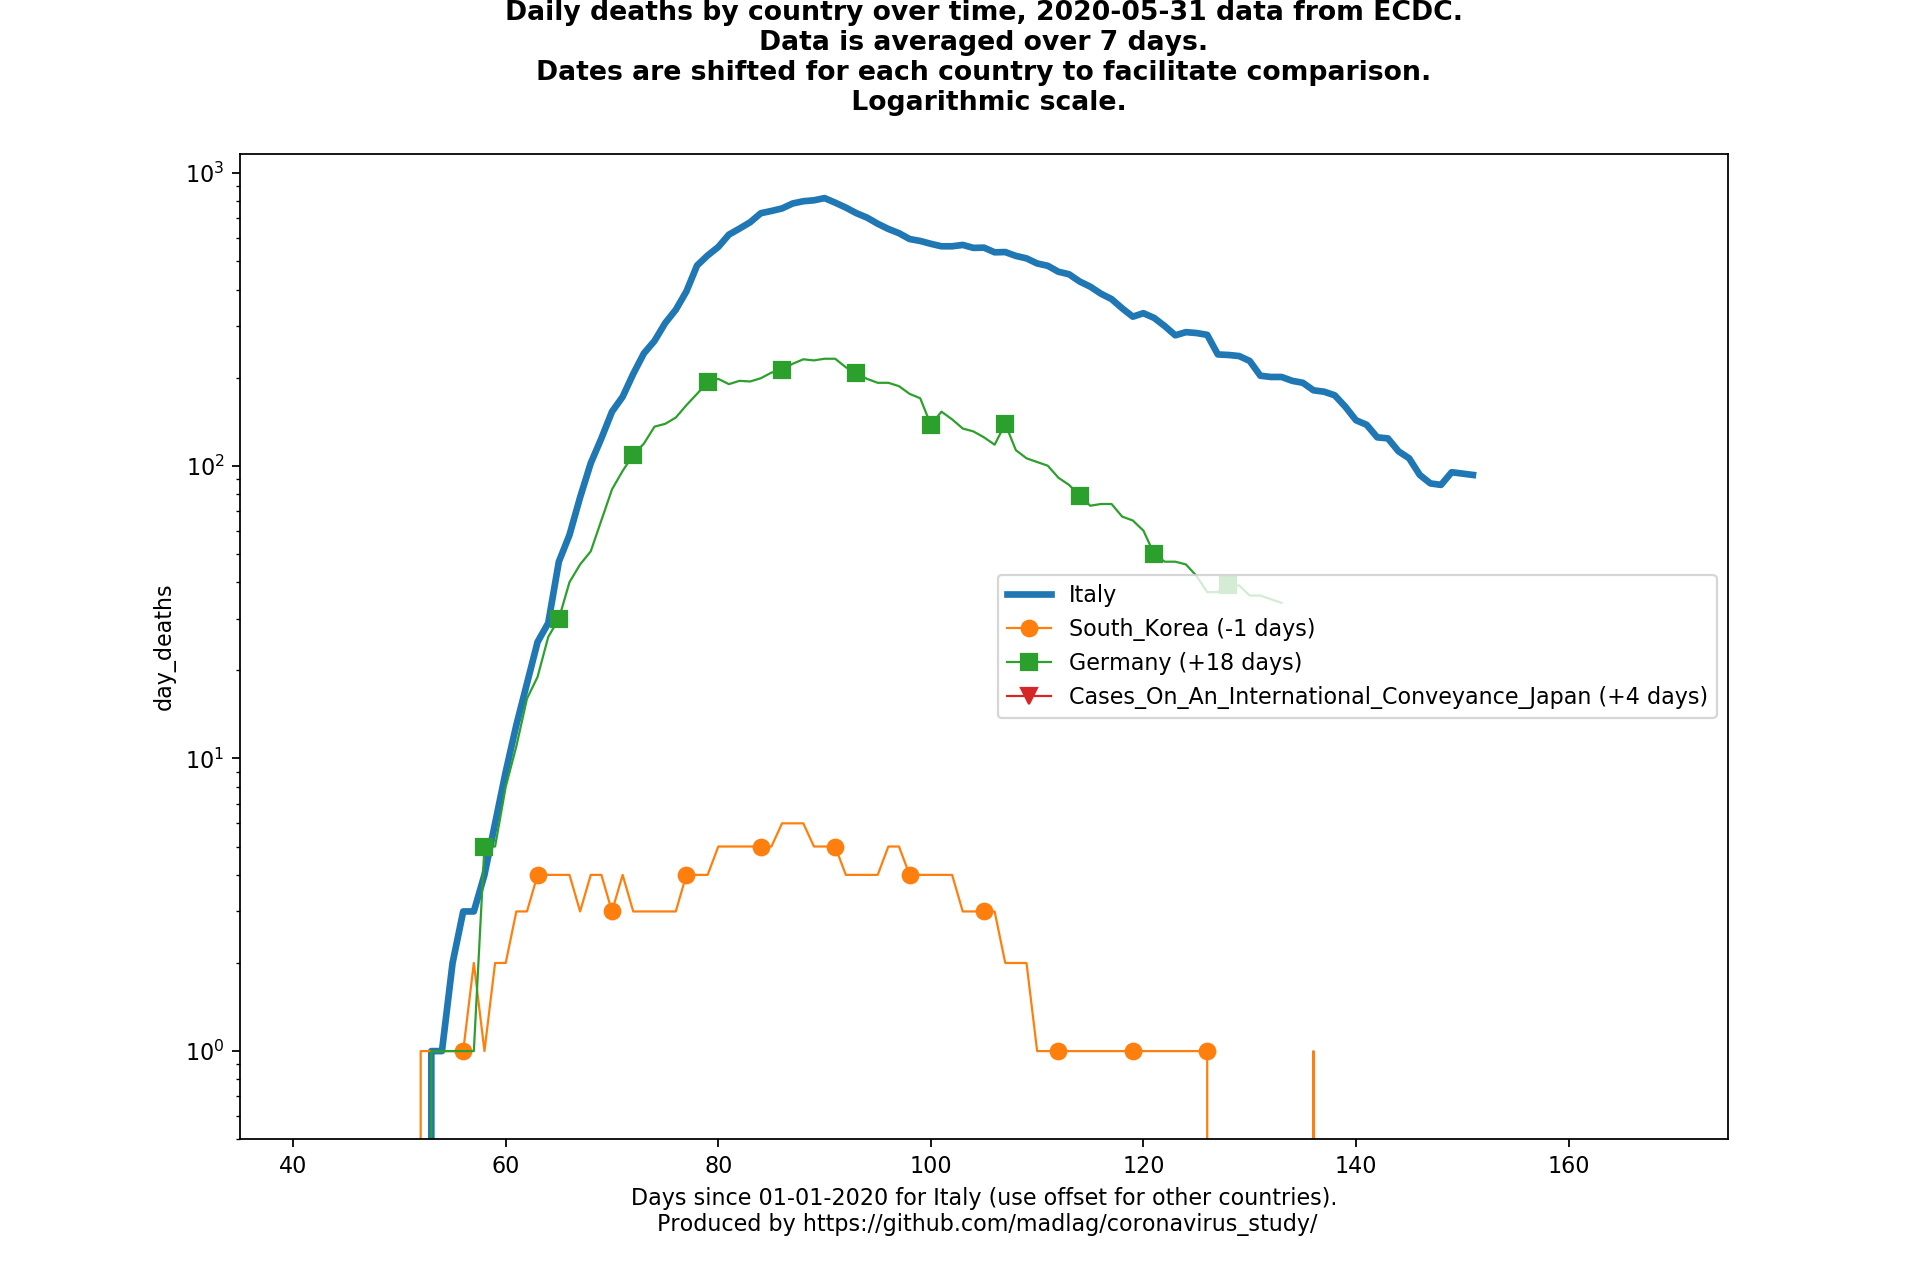 Daily deaths by country over time, 2020-05-31 data from ECDC.
Data is averaged over 7 days.
Dates are shifted for each country to facilitate comparison.
Logarithmic scale.
10³
10²
10¹
10⁰
day_deaths
Italy
South_Korea (-1 days)
Germany (+18 days)
Cases_On_An_International_Conveyance_Japan (+4 days)
40 60 80 100 120 140 160
Days since 01-01-2020 for Italy (use offset for other countries).
Produced by https://github.com/madlag/coronavirus_study/